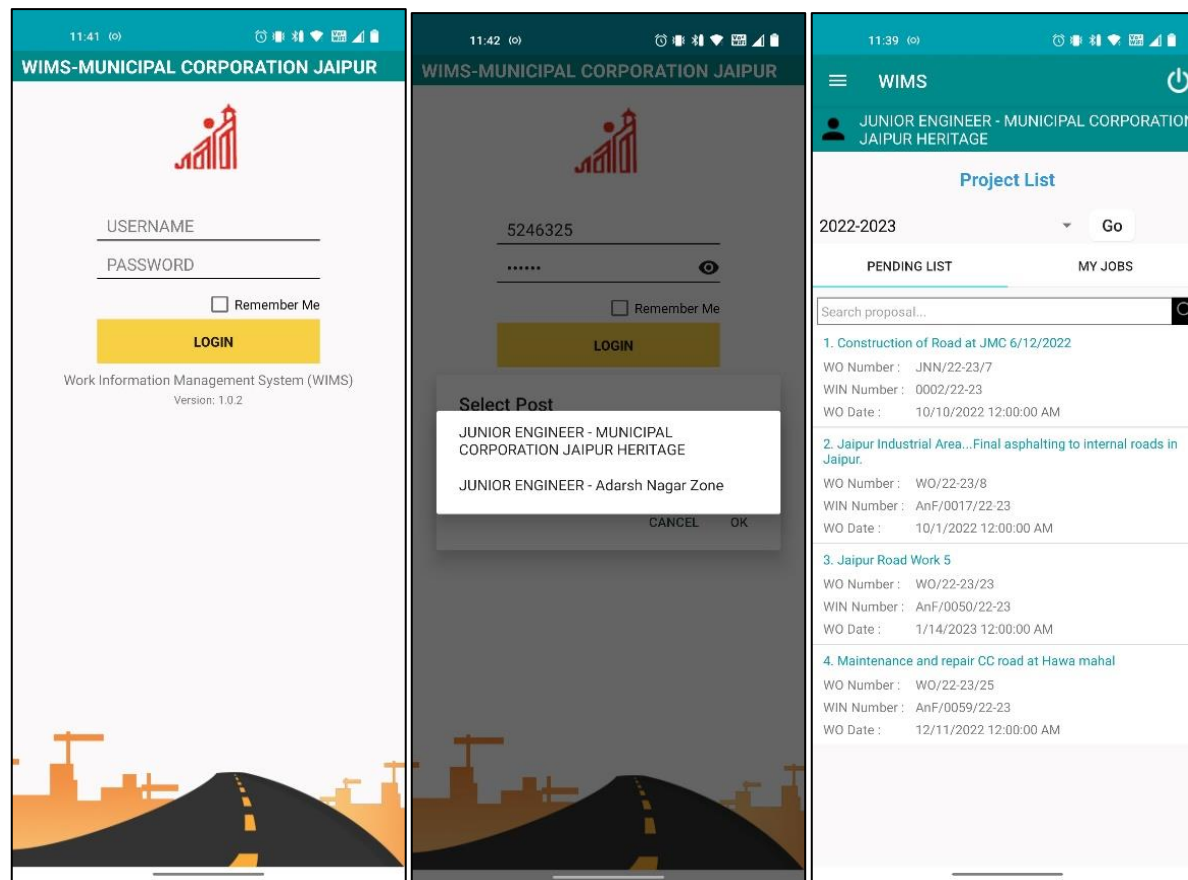 11:41
WIMS-MUNICIPAL CORPORATION JAIPUR
USERNAME
PASSWORD
Remember Me
LOGIN
Work Information Management System (WIMS)
Version: 1.0.2
11:42
WIMS-MUNICIPAL CORPORATION JAIPUR
5246325
Remember Me
LOGIN
Select Post
JUNIOR ENGINEER - MUNICIPAL
CORPORATION JAIPUR HERITAGE
JUNIOR ENGINEER - Adarsh Nagar Zone
CANCEL OK
11:39
WIMS
JUNIOR ENGINEER - MUNICIPAL CORPORATION
JAIPUR HERITAGE
Project List
2022-2023 Go
PENDING LIST MY JOBS
Search proposal...
1. Construction of Road at JMC 6/12/2022
WO Number : JNN/22-23/7
WIN Number : 0002/22-23
WO Date : 10/10/2022 12:00:00 AM
2. Jaipur Industrial Area...Final asphalting to internal roads in
Jaipur.
WO Number : WO/22-23/8
WIN Number : AnF/0017/22-23
WO Date : 10/1/2022 12:00:00 AM
3. Jaipur Road Work 5
WO Number : WO/22-23/23
WIN Number : AnF/0050/22-23
WO Date : 1/14/2023 12:00:00 AM
4. Maintenance and repair CC road at Hawa mahal
WO Number : WO/22-23/25
WIN Number : AnF/0059/22-23
WO Date : 12/11/2022 12:00:00 AM